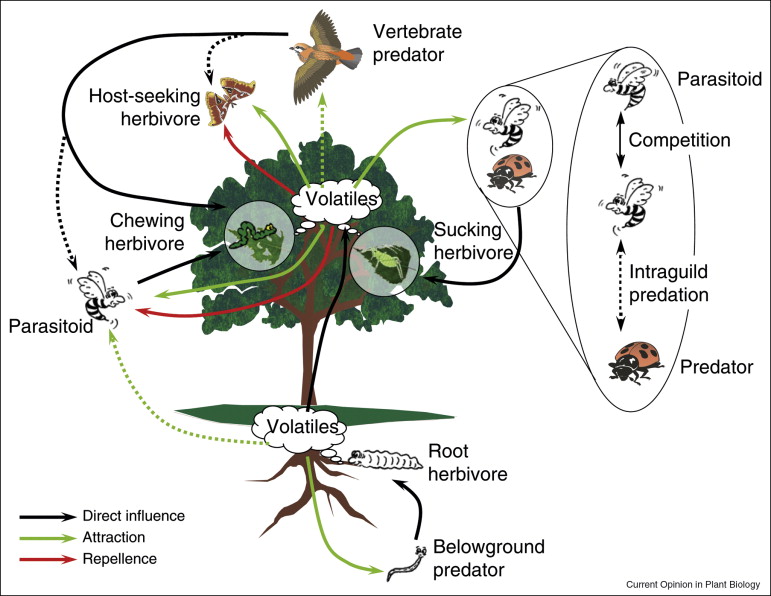 Vertebrate
predator
Host-seeking
herbivore
Parasitoid
Competition
Volatiles
Chewing
herbivore
Sucking
herbivore
Intraguild
predation
Parasitoid
Predator
Volatiles
Root
herbivore
Direct influence
Attraction
Repellence
Belowground
predator
Current Opinion in Plant Biology